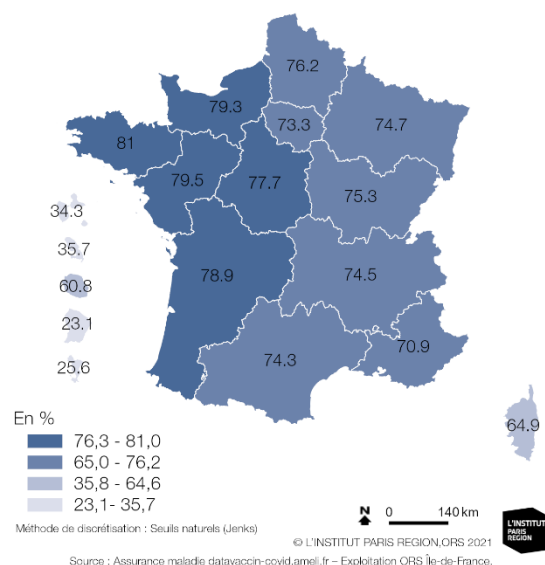 76.2
79.3
73.3
74.7
81
79.5
77.7
75.3
34.3
35.7
78.9
60.8
74.5
23.1
74.3
70.9
25.6
64.9
En %
76,3 - 81,0
65,0 - 76,2
35,8 - 64,6
23,1- 35,7
Méthode de discrétisation : Seuils naturels (Jenks)
N 0 140 km
© L'INSTITUT PARIS REGION,ORS 2021
L'INSTITUT
PARIS
REGION
Source : Assurance maladie datavaccin-covid.ameli.fr – Exploitation ORS Île-de-France.